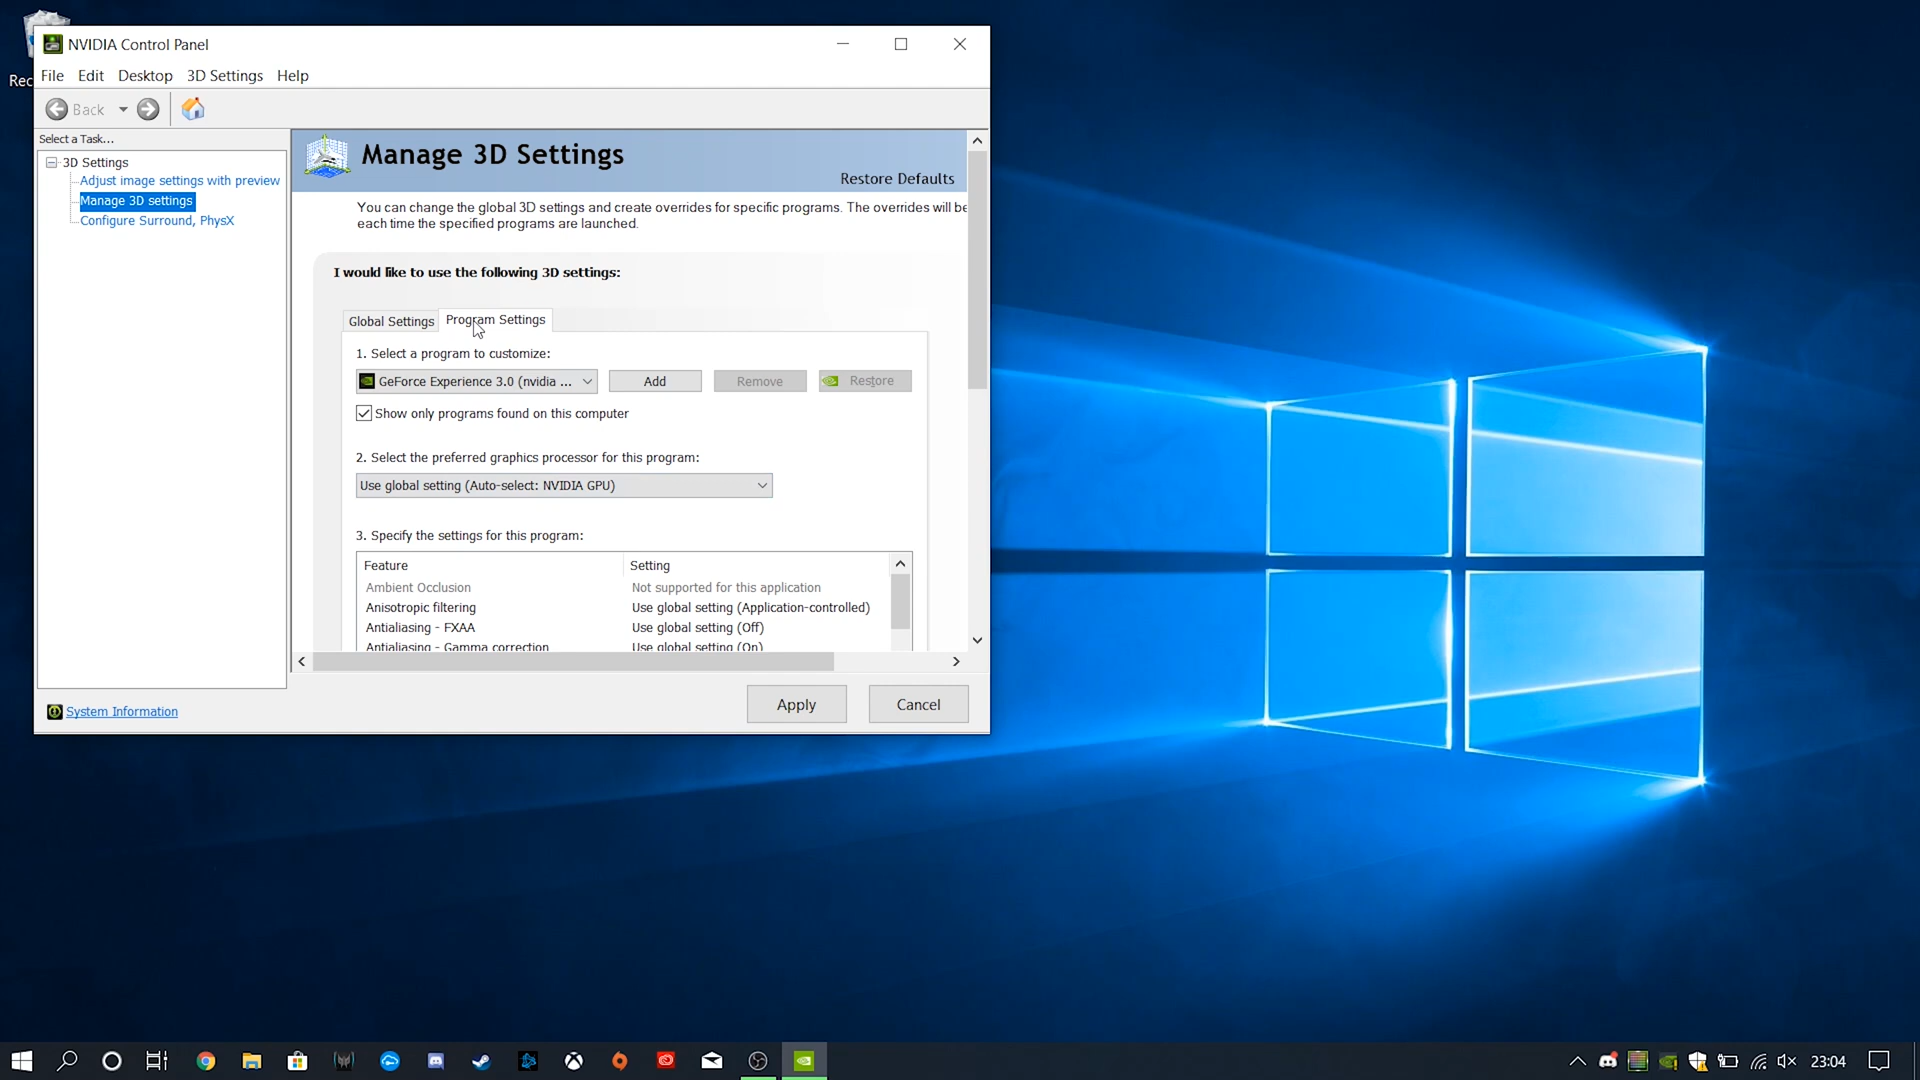 Rec
NVIDIA Control Panel
File Edit Desktop 3D Settings Help
Back
Select a Task...
3D Settings
Adjust image settings with preview
Manage 3D settings
Configure Surround, PhysX
Manage 3D Settings
Restore Defaults
You can change the global 3D settings and create overrides for specific programs. The overrides will be
each time the specified programs are launched.
I would like to use the following 3D settings:
Global Settings Program Settings
1. Select a program to customize:
GeForce Experience 3.0 (nvidia ... Add Remove Restore
Show only programs found on this computer
2. Select the preferred graphics processor for this program:
Use global setting (Auto-select: NVIDIA GPU)
3. Specify the settings for this program:
Feature Setting
Ambient Occlusion Not supported for this application
Anisotropic filtering Use global setting (Application-controlled)
Antialiasing - FXAA Use global setting (Off)
Antialiasing - Gamma correction Use global setting (On)
System Information
Apply Cancel
23:04